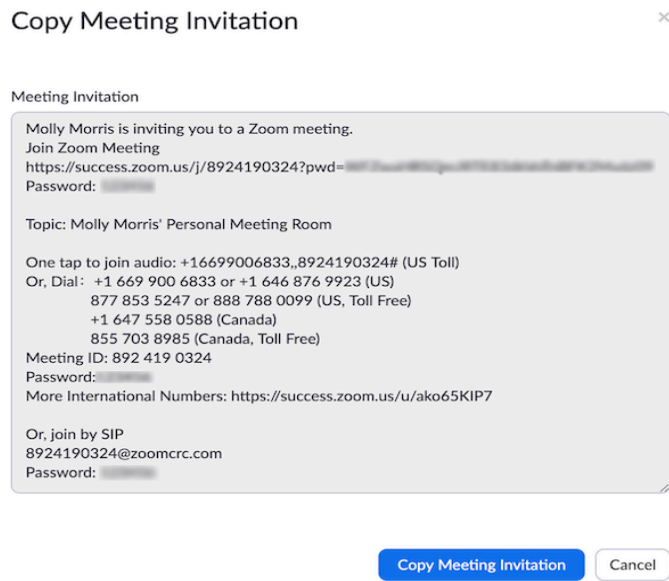 Copy Meeting Invitation
Meeting Invitation
Molly Morris is inviting you to a Zoom meeting.
Join Zoom Meeting
https://success.zoom.us/j/8924190324?pwd=
Password:
Topic: Molly Morris' Personal Meeting Room
One tap to join audio: +16699006833,,8924190324# (US Toll)
Or, Dial: +1 669 900 6833 or +1 646 876 9923 (US)
877 853 5247 or 888 788 0099 (US, Toll Free)
+1 647 558 0588 (Canada)
855 703 8985 (Canada, Toll Free)
Meeting ID: 892 419 0324
Password:
More International Numbers: https://success.zoom.us/u/ako65KIP7
Or, join by SIP
8924190324@zoomcrc.com
Password:
Copy Meeting Invitation
Cancel